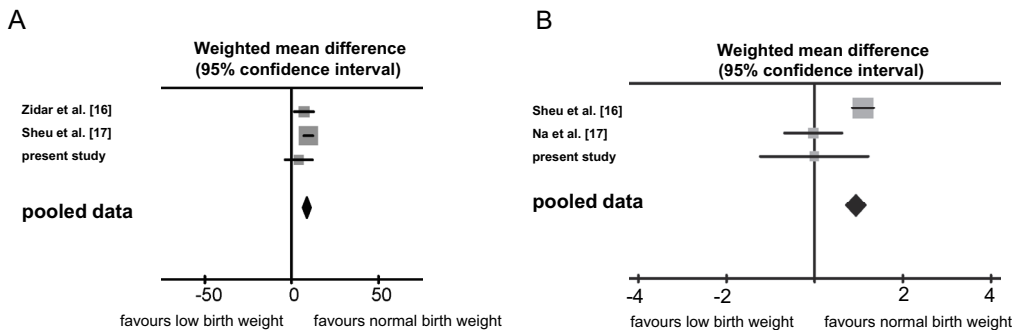 A
Weighted mean difference
(95% confidence interval)
Zidar et al. [16]
Sheu et al. [17]
present study
pooled data
-50 0 50
favours low birth weight favours normal birth weight
B
Weighted mean difference
(95% confidence interval)
Sheu et al. [16]
Na et al. [17]
present study
pooled data
-4 -2 0 2 4
favours low birth weight favours normal birth weight